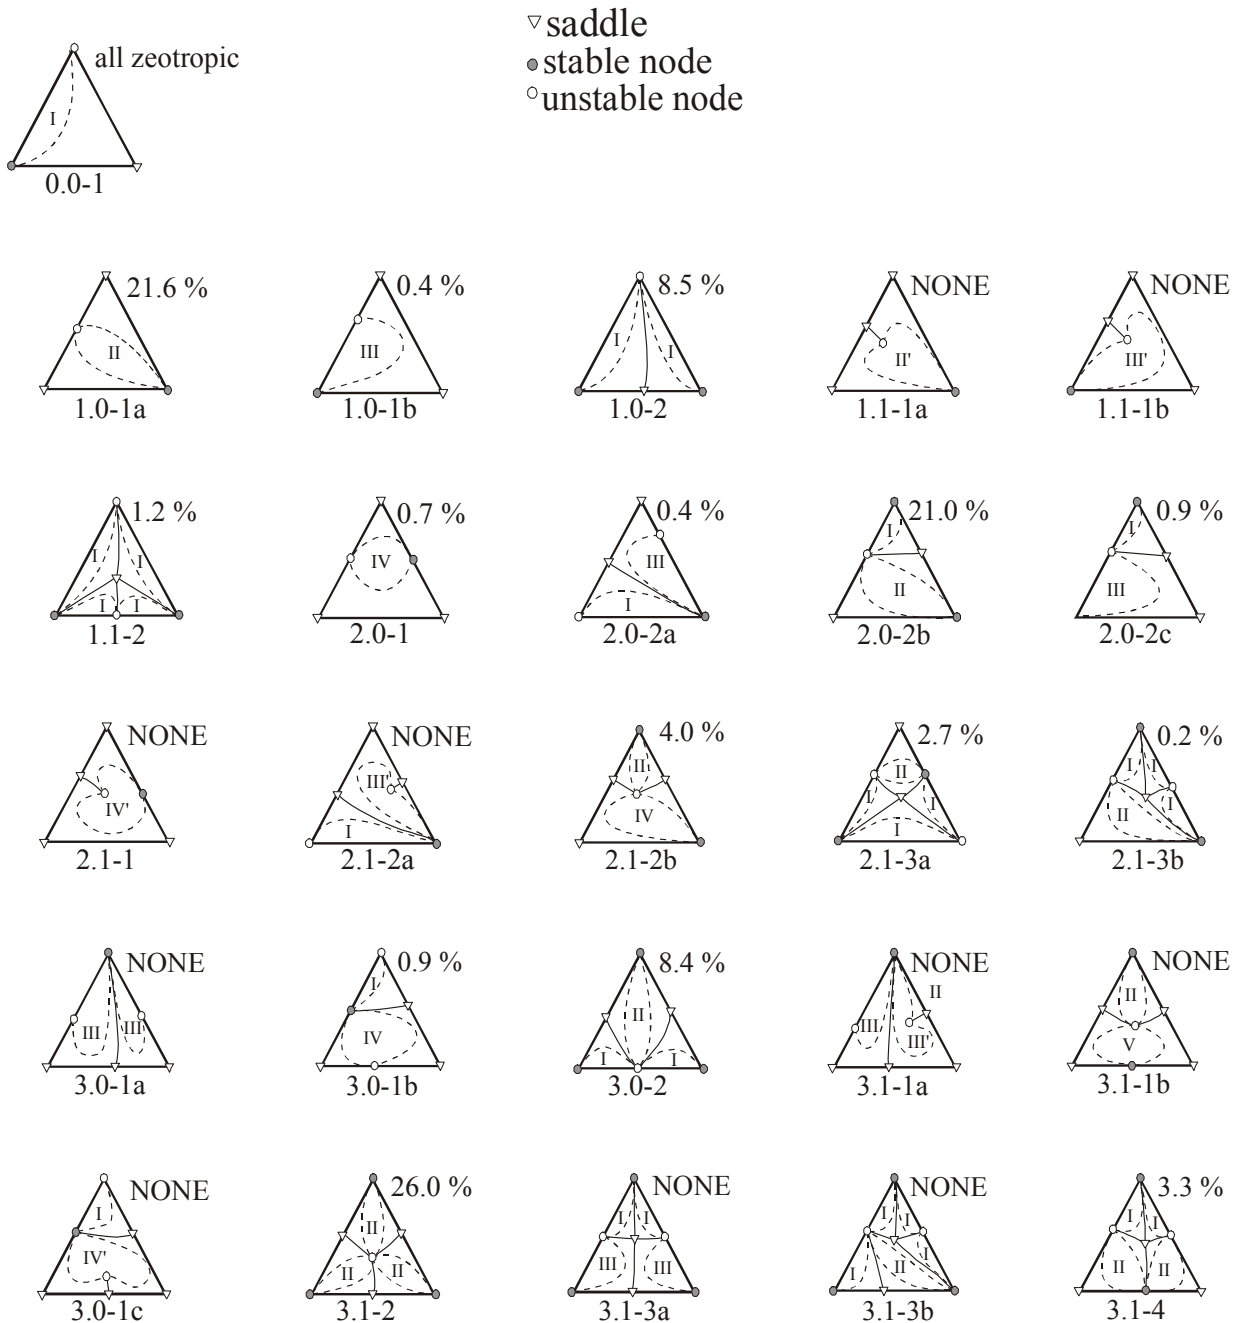 saddle
stable node
unstable node
all zeotropic
I
0.0-1
21.6 %
II
1.0-1a
0.4 %
III
1.0-1b
8.5 %
I I
1.0-2
NONE
II'
1.1-1a
NONE
III'
1.1-1b
1.2 %
I I
I I
1.1-2
0.7 %
IV
2.0-1
0.4 %
III
I
2.0-2a
21.0 %
I
II
2.0-2b
0.9 %
I
III
2.0-2c
NONE
IV'
2.1-1
NONE
III'
I
2.1-2a
4.0 %
II
IV
2.1-2b
2.7 %
II
I I
I
2.1-3a
0.2 %
I I
II I
2.1-3b
NONE
III III
3.0-1a
0.9 %
I
IV
3.0-1b
8.4 %
II
I I
3.0-2
NONE
II
III III'
3.1-1a
NONE
II
V
3.1-1b
NONE
I
IV'
3.0-1c
26.0 %
II
II II
3.1-2
NONE
I I
III III
3.1-3a
NONE
I I
I II I
3.1-3b
3.3 %
I I
II II
3.1-4